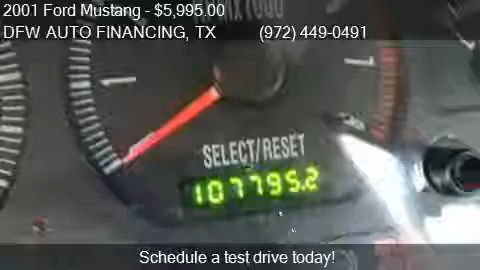 2001 Ford Mustang - $5,995.00
DFW AUTO FINANCING, TX (972) 449-0491
1
SELECT/RESET
107795.2
Schedule a test drive today!